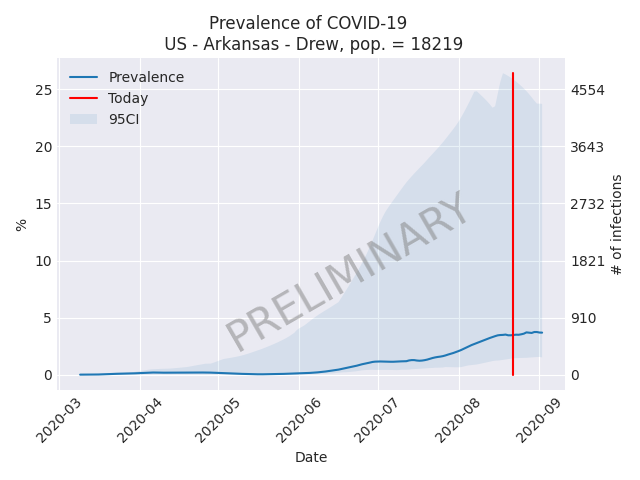 Prevalence of COVID-19
US - Arkansas - Drew, pop. = 18219
Prevalence
Today
95CI
PRELIMINARY
%
25
20
15
10
5
0
4554
3643
2732
1821
910
0
# of infections
2020-03
2020-04
2020-05
2020-06
2020-07
2020-08
2020-09
Date